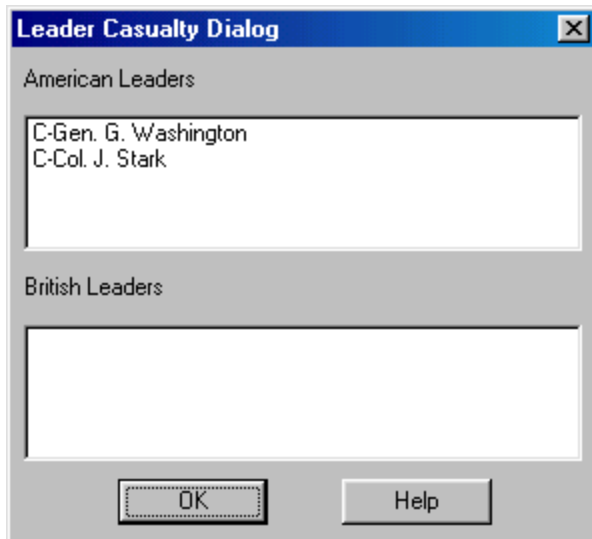 Leader Casualty Dialog
American Leaders
C-Gen. G. Washington
C-Col. J. Stark
British Leaders
OK Help